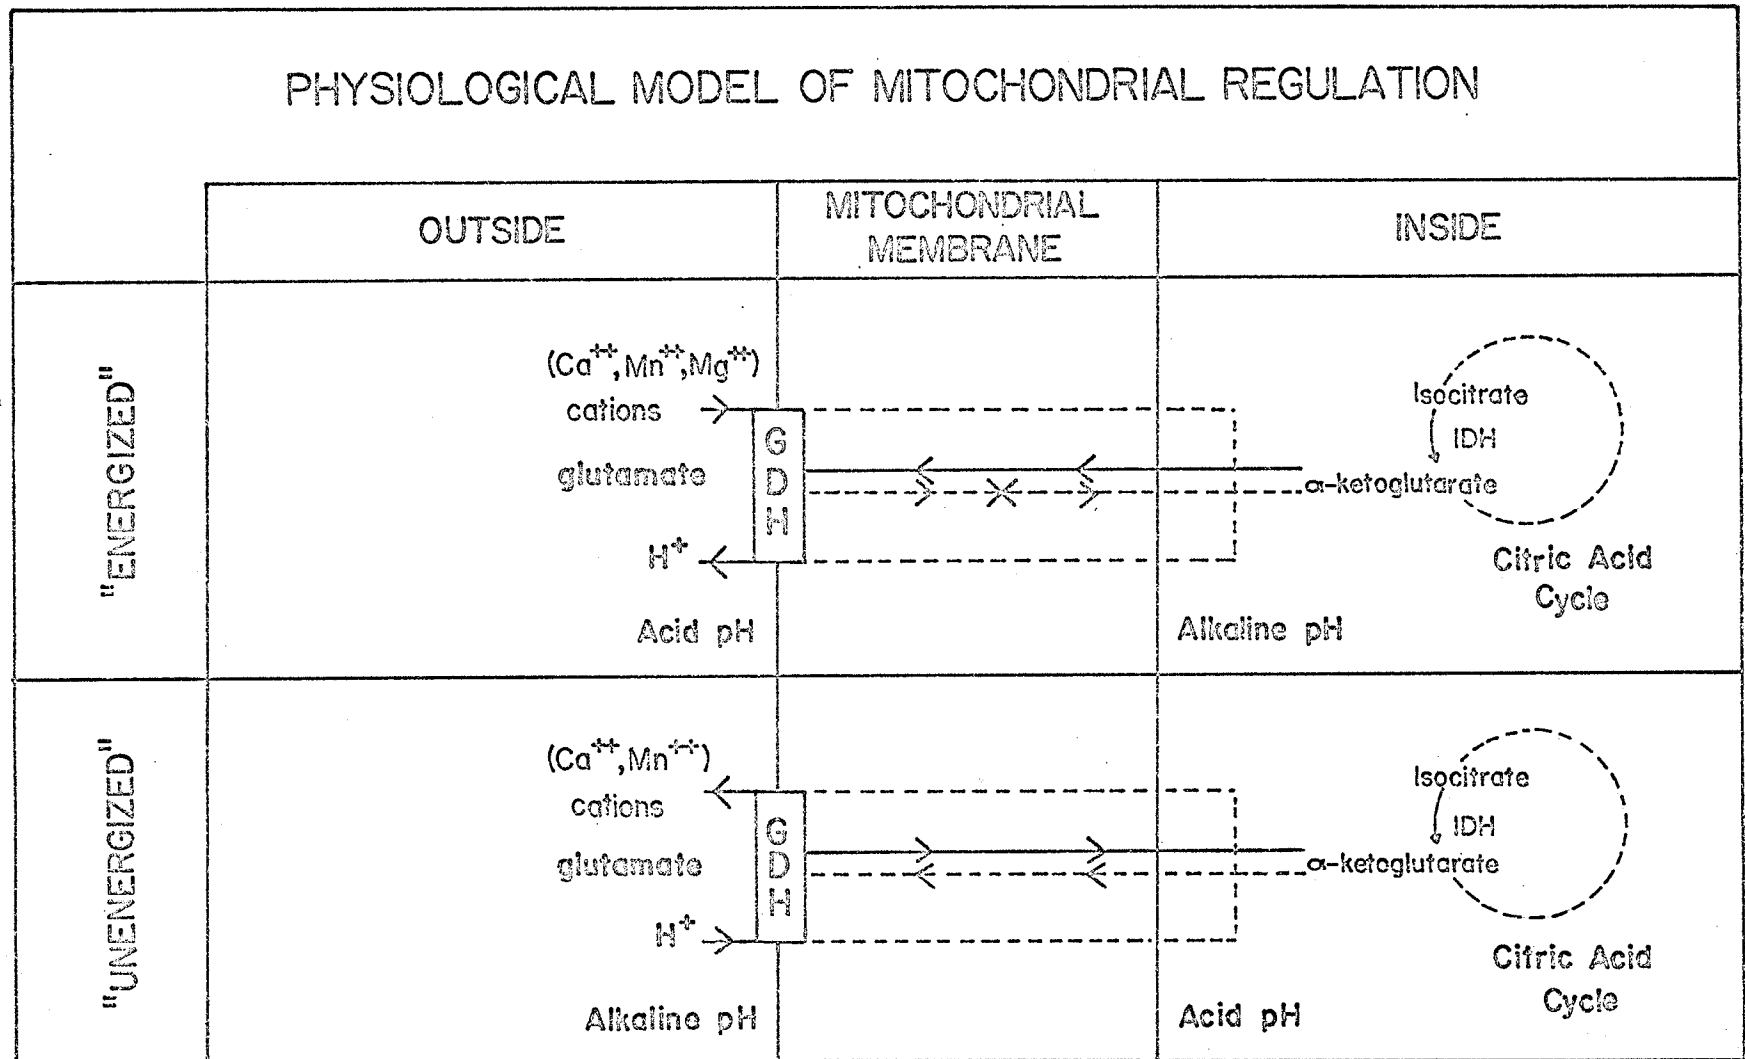 PHYSIOLOGICAL MODEL OF MITOCHONDRIAL REGULATION
OUTSIDE
MITOCHONDRIAL
MEMBRANE
INSIDE
"ENERGIZED"
(Ca⁺⁺,Mn⁺⁺,Mg⁺⁺)
cations
glutamate
H⁺
Acid pH
G
D
H
Isocitrate
IDH
α-ketoglutarate
Citric Acid
Cycle
Alkaline pH
"UNENERGIZED"
(Ca⁺⁺,Mn⁺⁺)
cations
glutamate
H⁺
Alkaline pH
G
D
H
Isocitrate
IDH
α-ketoglutarate
Citric Acid
Cycle
Acid pH